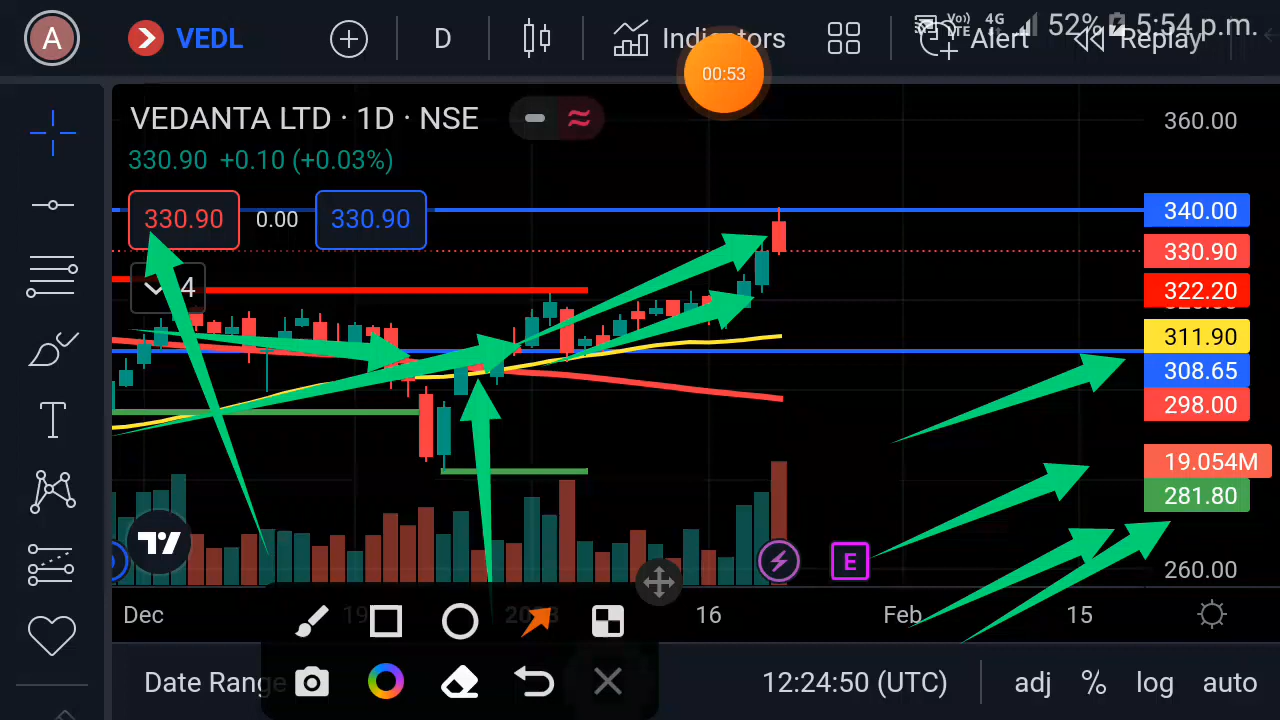 A
VEDL
D
Indicators
Alert
Replay
Vo)) LTE 4G 52% 5:54 p.m.
00:53
VEDANTA LTD · 1D · NSE
330.90 +0.10 (+0.03%)
330.90 0.00 330.90
4
360.00
340.00
330.90
322.20
311.90
308.65
298.00
19.054M
281.80
260.00
E
Dec 19 2023 16 Feb 15
Date Range 12:24:50 (UTC) adj % log auto